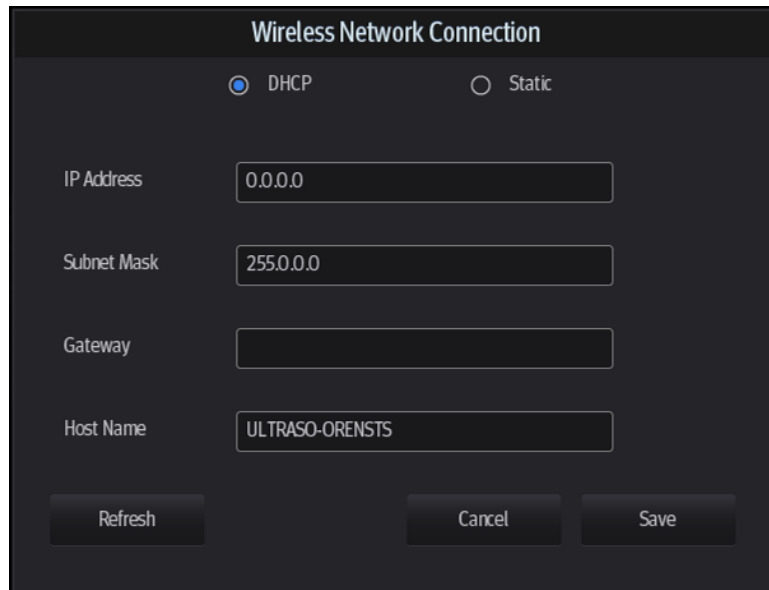 Wireless Network Connection
DHCP Static
IP Address 0.0.0.0
Subnet Mask 255.0.0.0
Gateway
Host Name ULTRASO-ORENSTS
Refresh Cancel Save